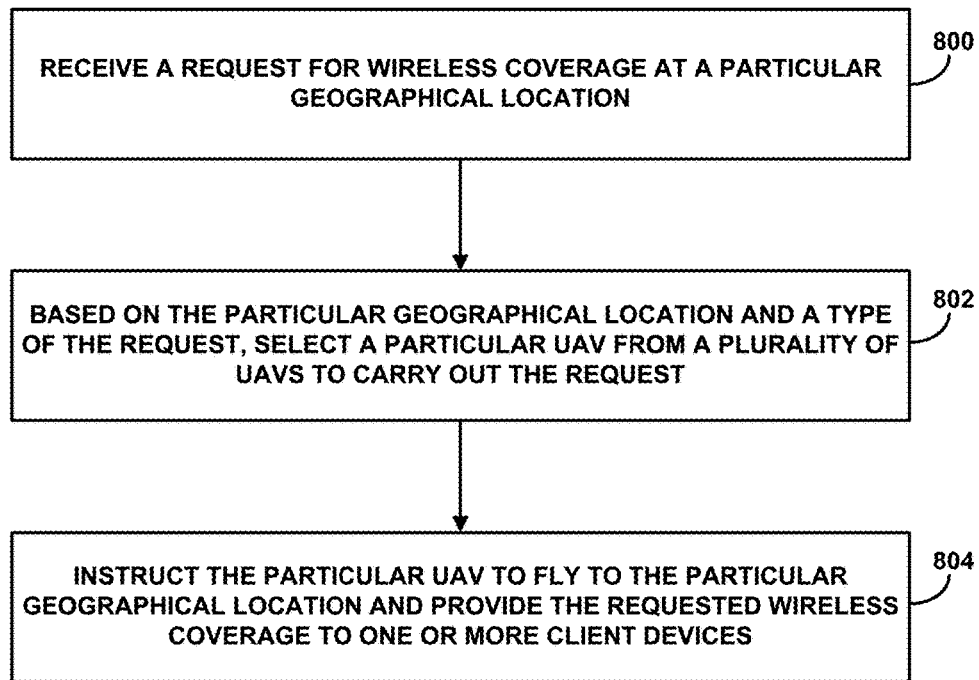 RECEIVE A REQUEST FOR WIRELESS COVERAGE AT A PARTICULAR
GEOGRAPHICAL LOCATION
800
BASED ON THE PARTICULAR GEOGRAPHICAL LOCATION AND A TYPE
OF THE REQUEST, SELECT A PARTICULAR UAV FROM A PLURALITY OF
UAVS TO CARRY OUT THE REQUEST
802
INSTRUCT THE PARTICULAR UAV TO FLY TO THE PARTICULAR
GEOGRAPHICAL LOCATION AND PROVIDE THE REQUESTED WIRELESS
COVERAGE TO ONE OR MORE CLIENT DEVICES
804